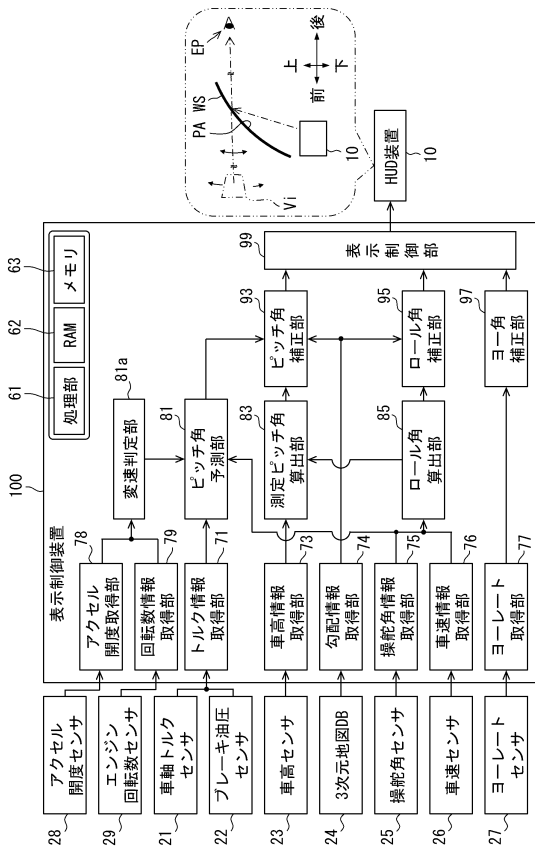 28
アクセル
開度センサ
29
エンジン
回転数センサ
21
車軸トルク
センサ
22
ブレーキ油圧
センサ
23
車高センサ
24
3次元地図DB
25
操舵角センサ
26
車速センサ
27
ヨーレート
センサ
100
表示制御装置
78
アクセル
開度取得部
79
回転数情報
取得部
71
トルク情報
取得部
73
車高情報
取得部
74
勾配情報
取得部
75
操舵角情報
取得部
76
車速情報
取得部
77
ヨーレート
取得部
81a
変速判定部
81
ピッチ角
予測部
83
測定ピッチ角
算出部
85
ロール角
算出部
61
処理部
62
RAM
63
メモリ
93
ピッチ角
補正部
95
ロール角
補正部
97
ヨー角
補正部
99
表示制御部
HUD装置
10
Vi
PA
WS
EP
10
上
下
前
後